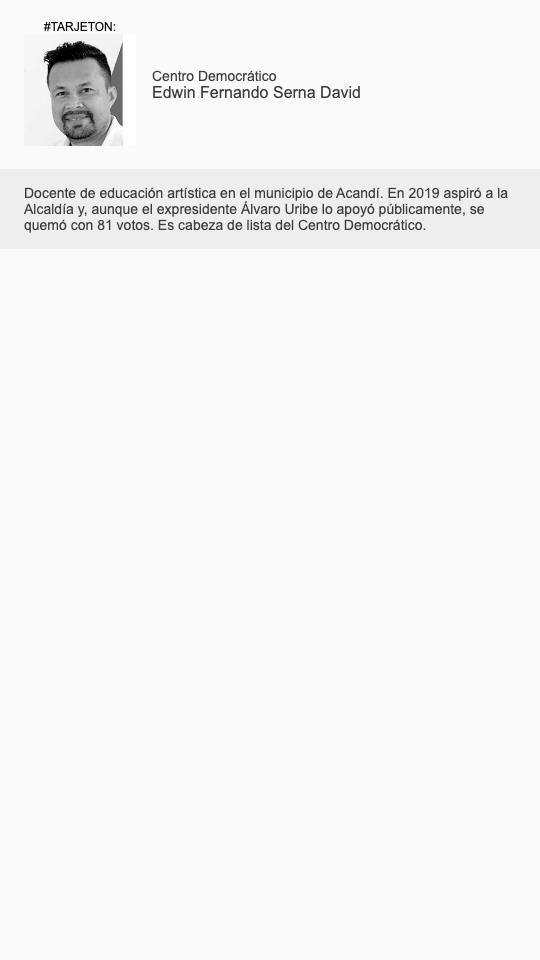 #TARJETON:
Centro Democrático
Edwin Fernando Serna David
Docente de educación artística en el municipio de Acandí. En 2019 aspiró a la
Alcaldía y, aunque el expresidente Álvaro Uribe lo apoyó públicamente, se
quemó con 81 votos. Es cabeza de lista del Centro Democrático.